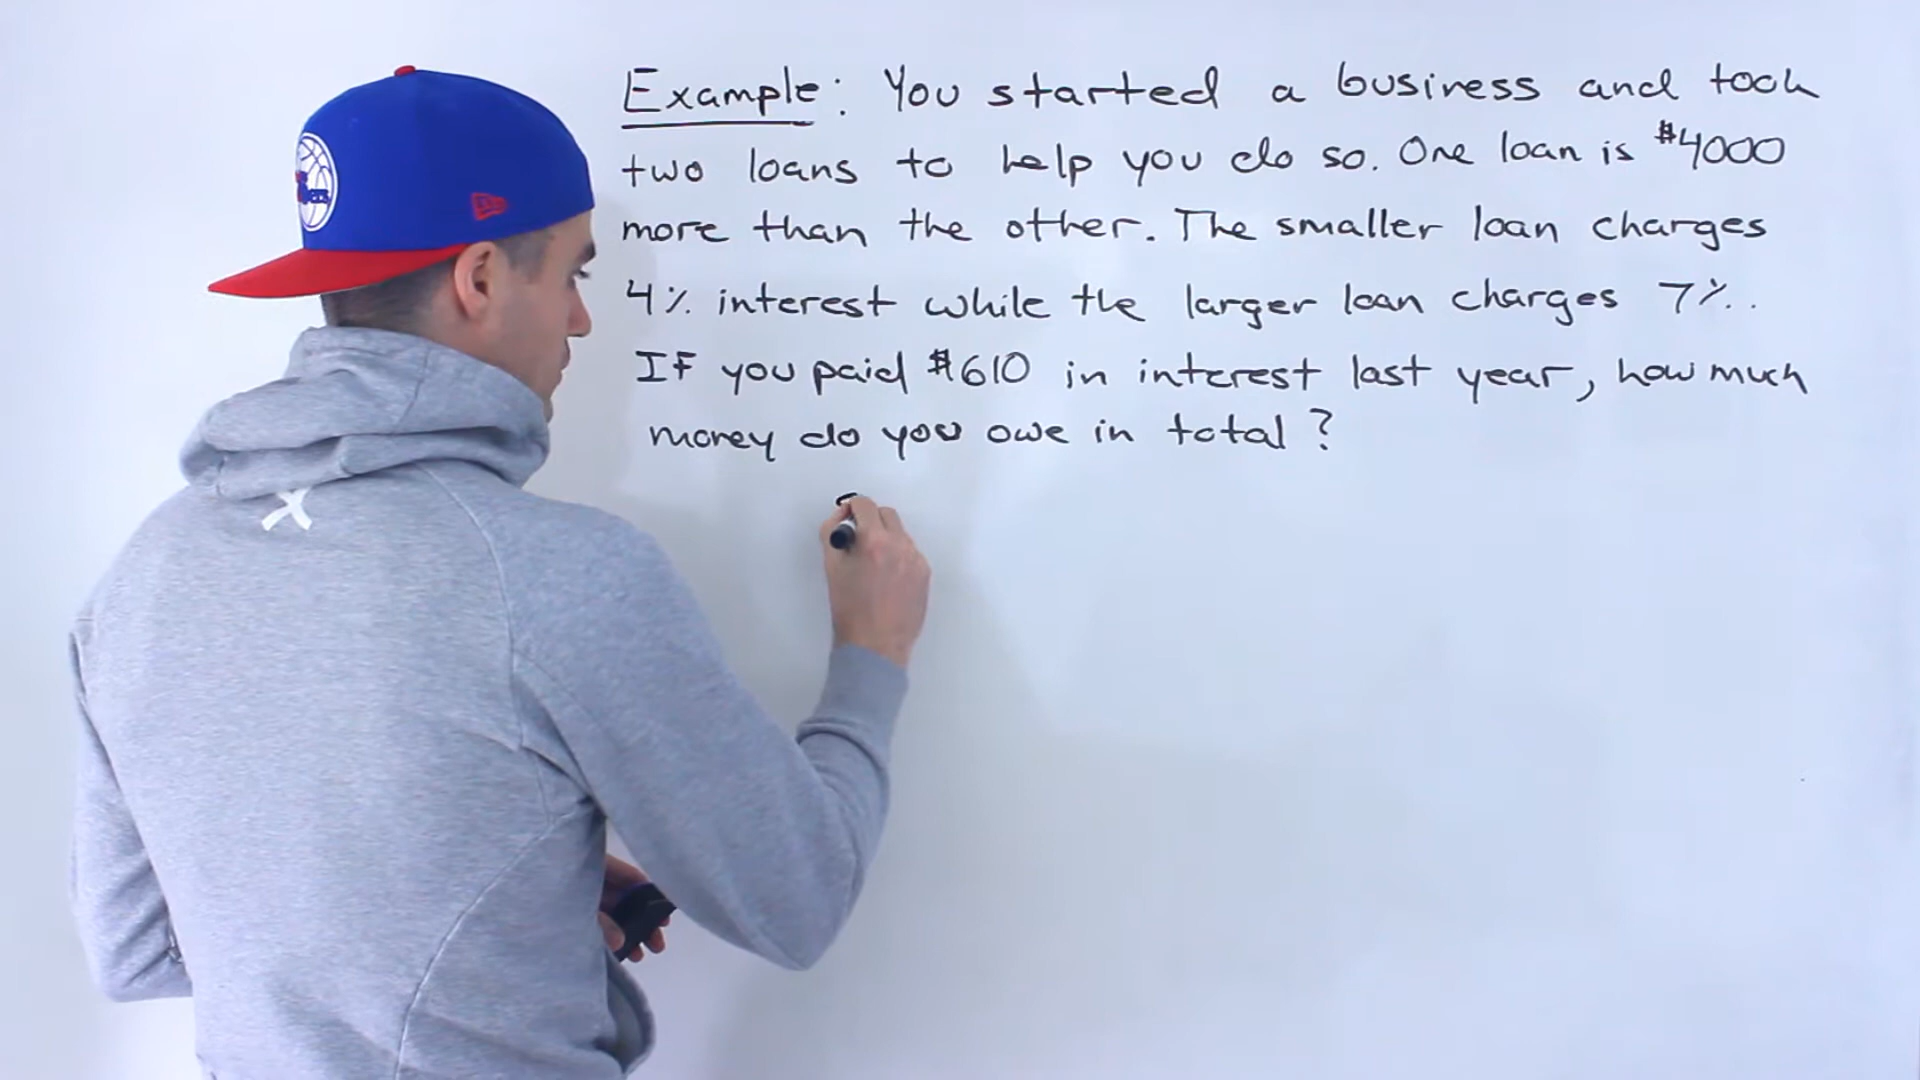 Example: You started a business and took
two loans to help you do so. One loan is $4000
more than the other. The smaller loan charges
4% interest while the larger loan charges 7%.
If you paid $610 in interest last year, how much
money do you owe in total?